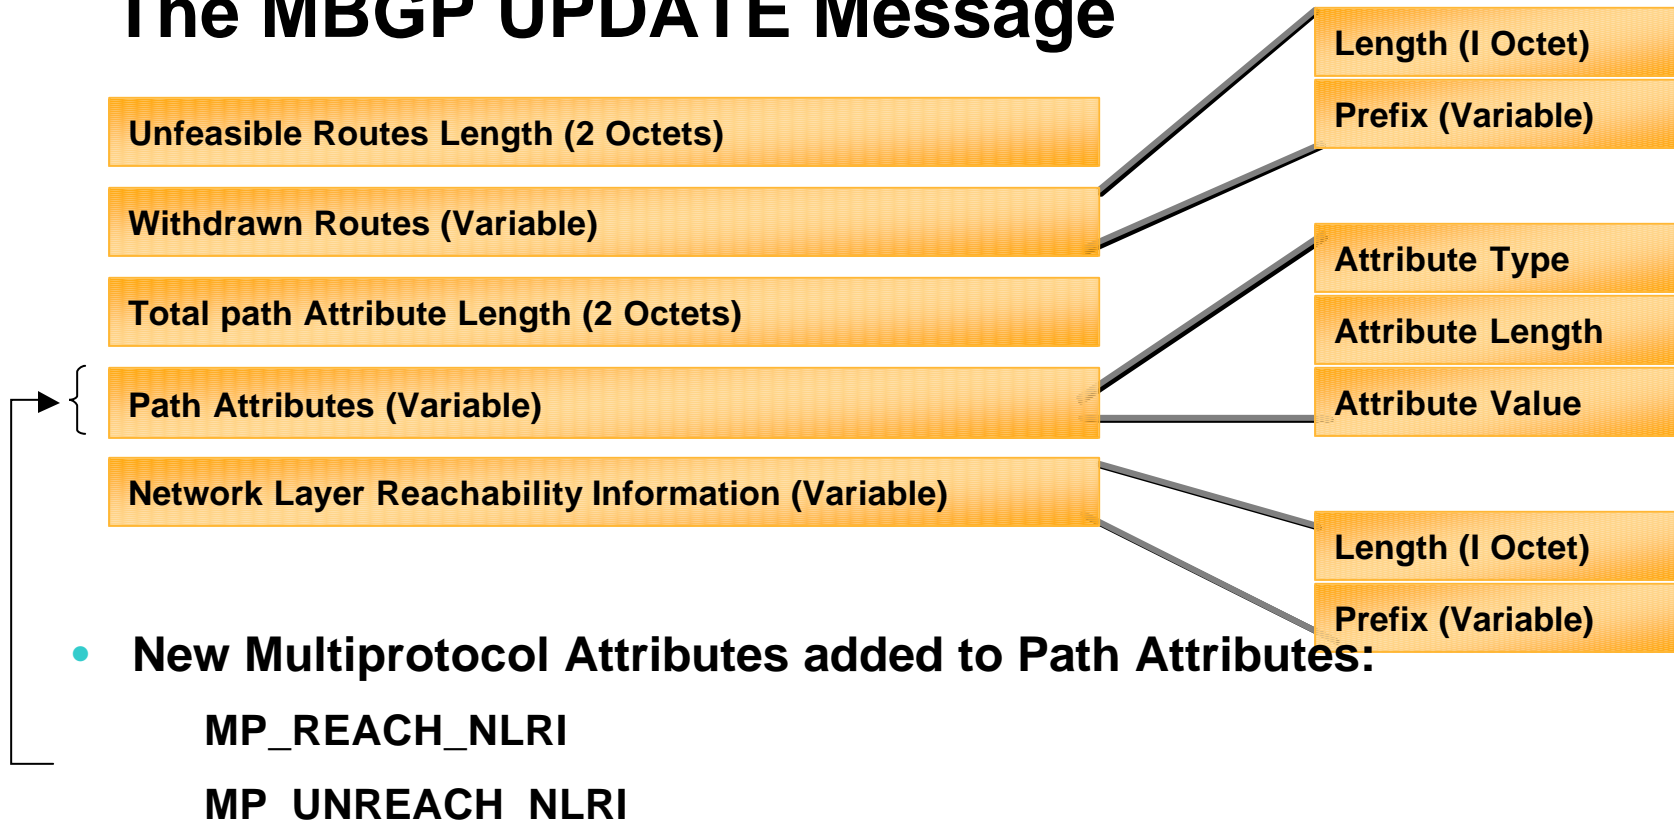 The MBGP UPDATE Message
Unfeasible Routes Length (2 Octets)
Withdrawn Routes (Variable)
Total path Attribute Length (2 Octets)
Path Attributes (Variable)
Network Layer Reachability Information (Variable)
Length (I Octet)
Prefix (Variable)
Attribute Type
Attribute Length
Attribute Value
Length (I Octet)
Prefix (Variable)
• New Multiprotocol Attributes added to Path Attributes:
MP_REACH_NLRI
MP_UNREACH_NLRI